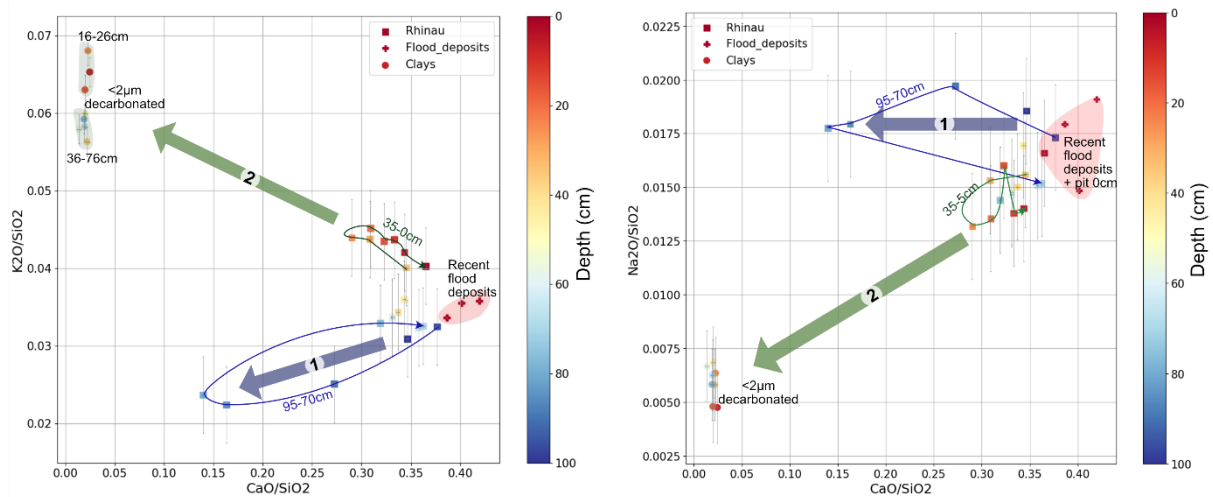 0.07
0.06
0.05
0.04
0.03
0.02
K2O/SiO2
0.00 0.05 0.10 0.15 0.20 0.25 0.30 0.35 0.40
CaO/SiO2
16-26cm
<2µm
decarbonated
36-76cm
2
35-0cm
Recent
flood
deposits
1
95-70cm
Rhinau
Flood_deposits
Clays
0
20
40
60
80
100
Depth (cm)
0.0225
0.0200
0.0175
0.0150
0.0125
0.0100
0.0075
0.0050
0.0025
Na2O/SiO2
0.00 0.05 0.10 0.15 0.20 0.25 0.30 0.35 0.40
CaO/SiO2
Rhinau
Flood_deposits
Clays
95-70cm
1
Recent
flood
deposits
+ pit 0cm
35-5cm
2
<2µm
decarbonated
0
20
40
60
80
100
Depth (cm)